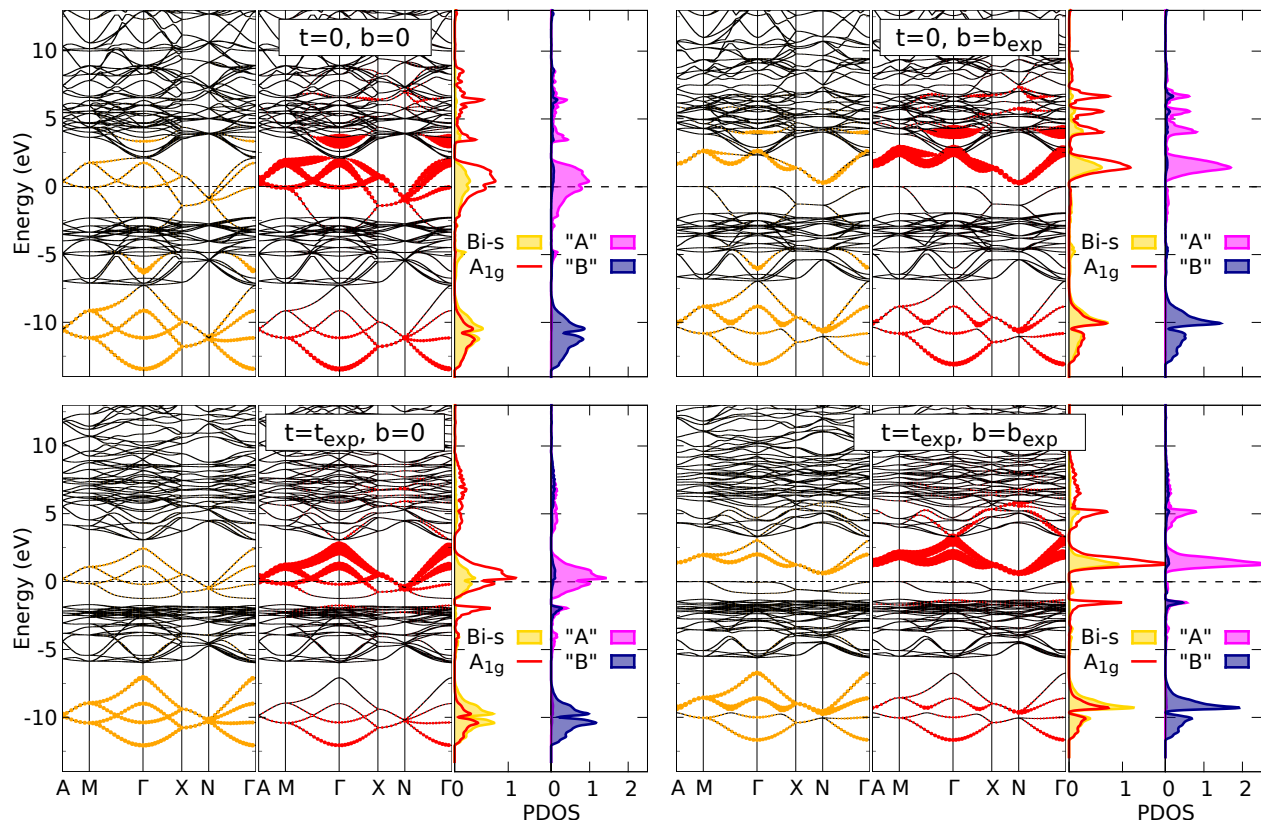 t=0, b=0
t=0, b=b_exp
Energy (eV)
10
5
0
-5
-10
Bi-s "A"
A_1g "B"
Bi-s "A"
A_1g "B"
t=t_exp, b=0
t=t_exp, b=b_exp
Energy (eV)
10
5
0
-5
-10
Bi-s "A"
A_1g "B"
Bi-s "A"
A_1g "B"
A M Γ X N Γ A M Γ X N Γ 0 1 0 1 2
A M Γ X N Γ A M Γ X N Γ 0 1 0 1 2
PDOS
PDOS